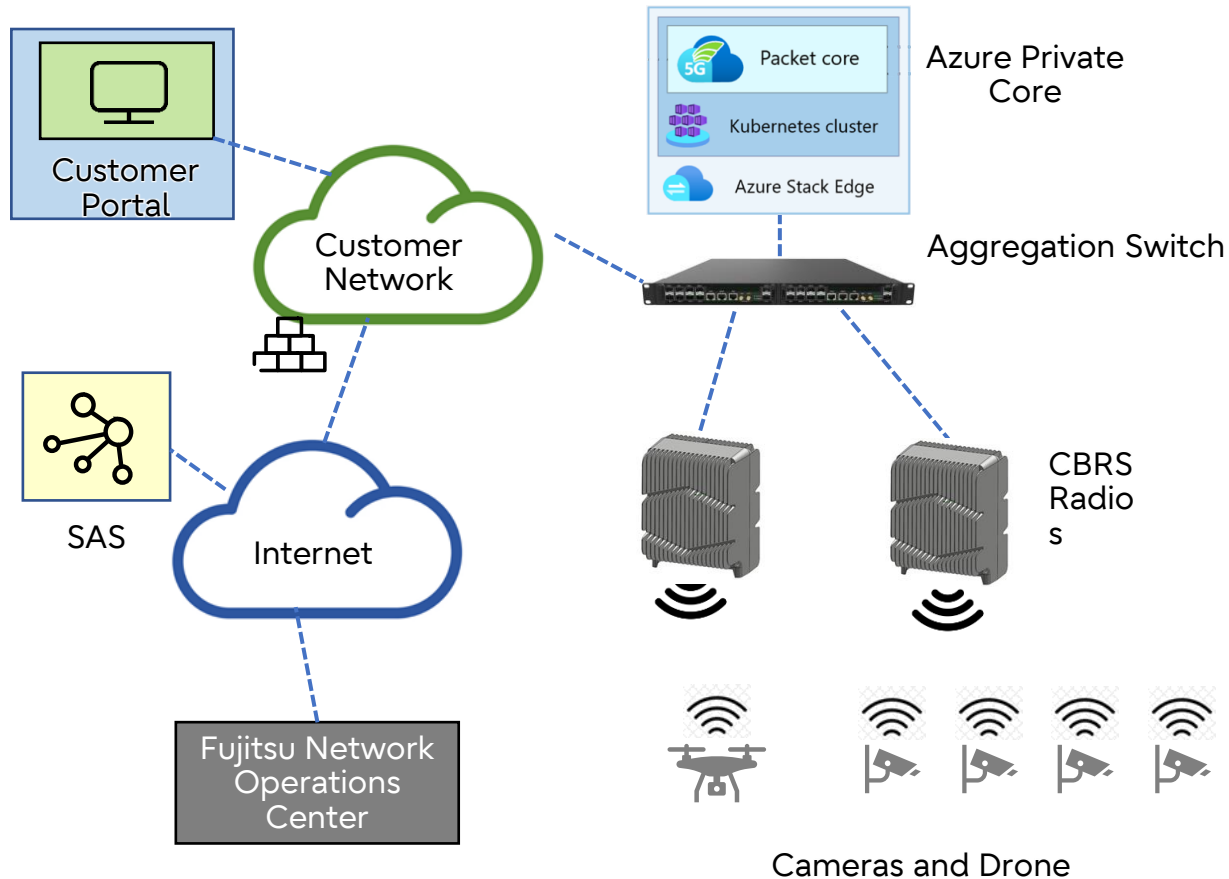 Customer
Portal
5G
Packet core
Kubernetes cluster
Azure Stack Edge
Azure Private
Core
Customer
Network
Aggregation Switch
SAS
Internet
CBRS
Radio
s
Fujitsu Network
Operations
Center
Cameras and Drone